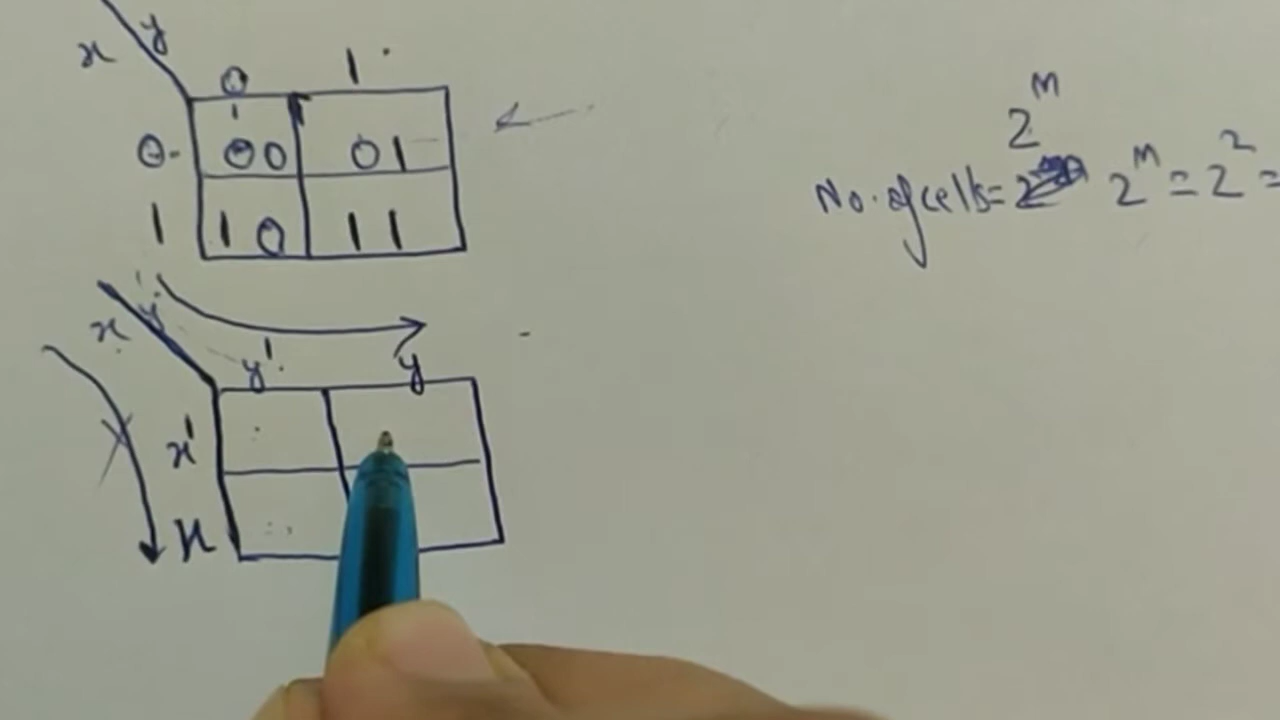 x y
0 1
0 00 01
1 10 11
2^M
No. of cells = 2^M = 2^2 =
x y
y' y
x'
x